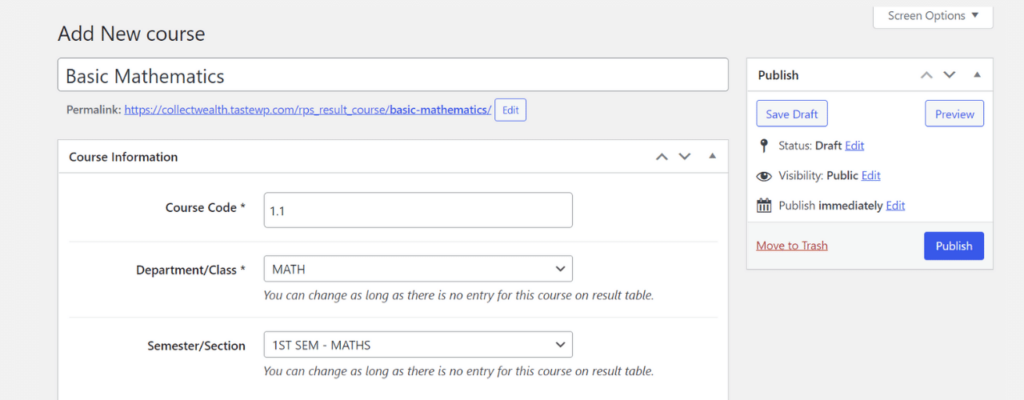 Screen Options
Add New course
Basic Mathematics
Permalink: https://collectwealth.tastewp.com/rps_result_course/basic-mathematics/ Edit
Course Information
Course Code *
1.1
Department/Class *
MATH
You can change as long as there is no entry for this course on result table.
Semester/Section
1ST SEM - MATHS
You can change as long as there is no entry for this course on result table.
Publish
Save Draft
Preview
Status: Draft Edit
Visibility: Public Edit
Publish immediately Edit
Move to Trash
Publish